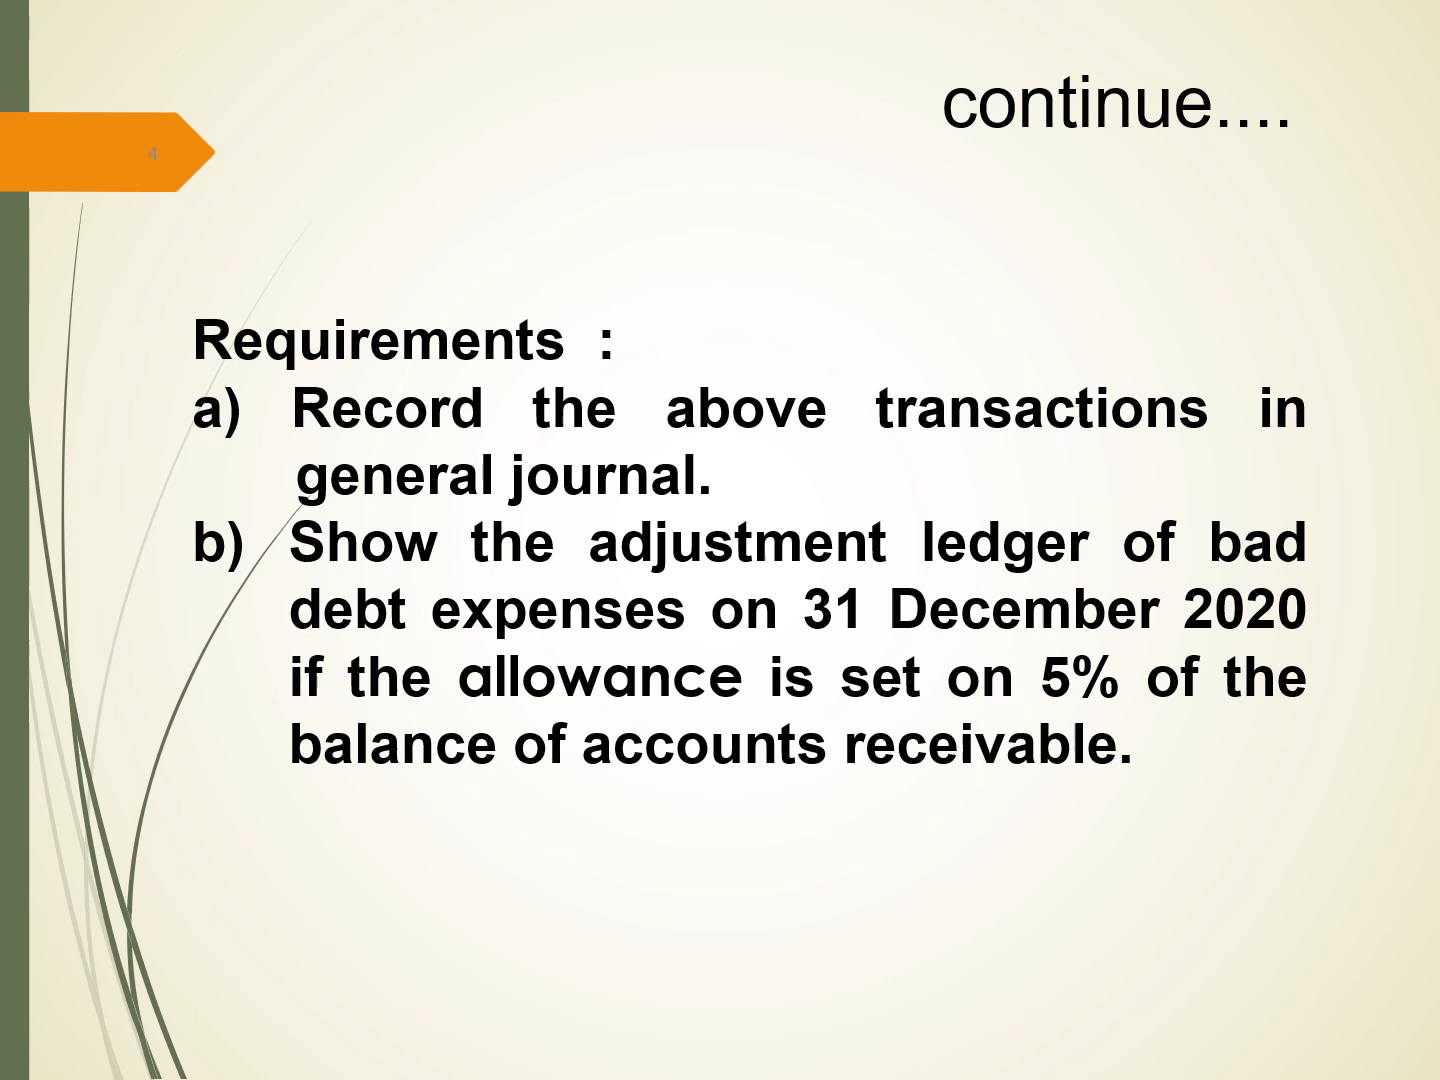 continue....
4
Requirements :
a) Record the above transactions in
general journal.
b) Show the adjustment ledger of bad
debt expenses on 31 December 2020
if the allowance is set on 5% of the
balance of accounts receivable.